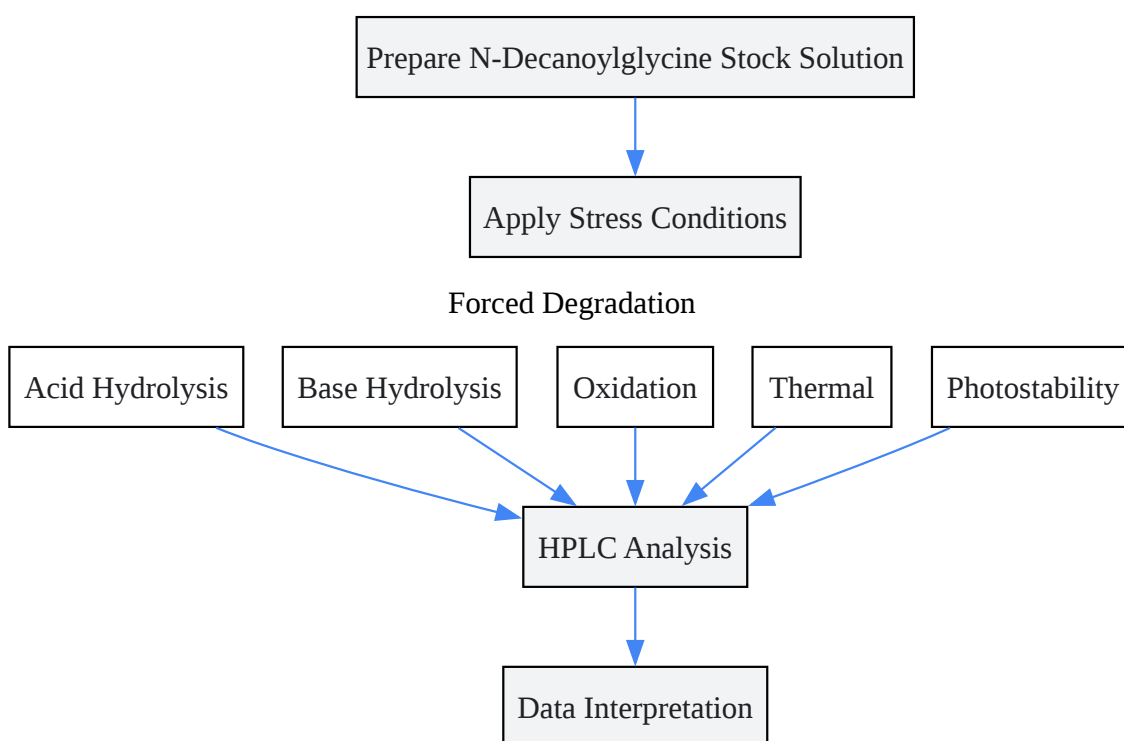 Prepare N-Decanoylglycine Stock Solution
Apply Stress Conditions
Forced Degradation
Acid Hydrolysis
Base Hydrolysis
Oxidation
Thermal
Photostability
HPLC Analysis
Data Interpretation